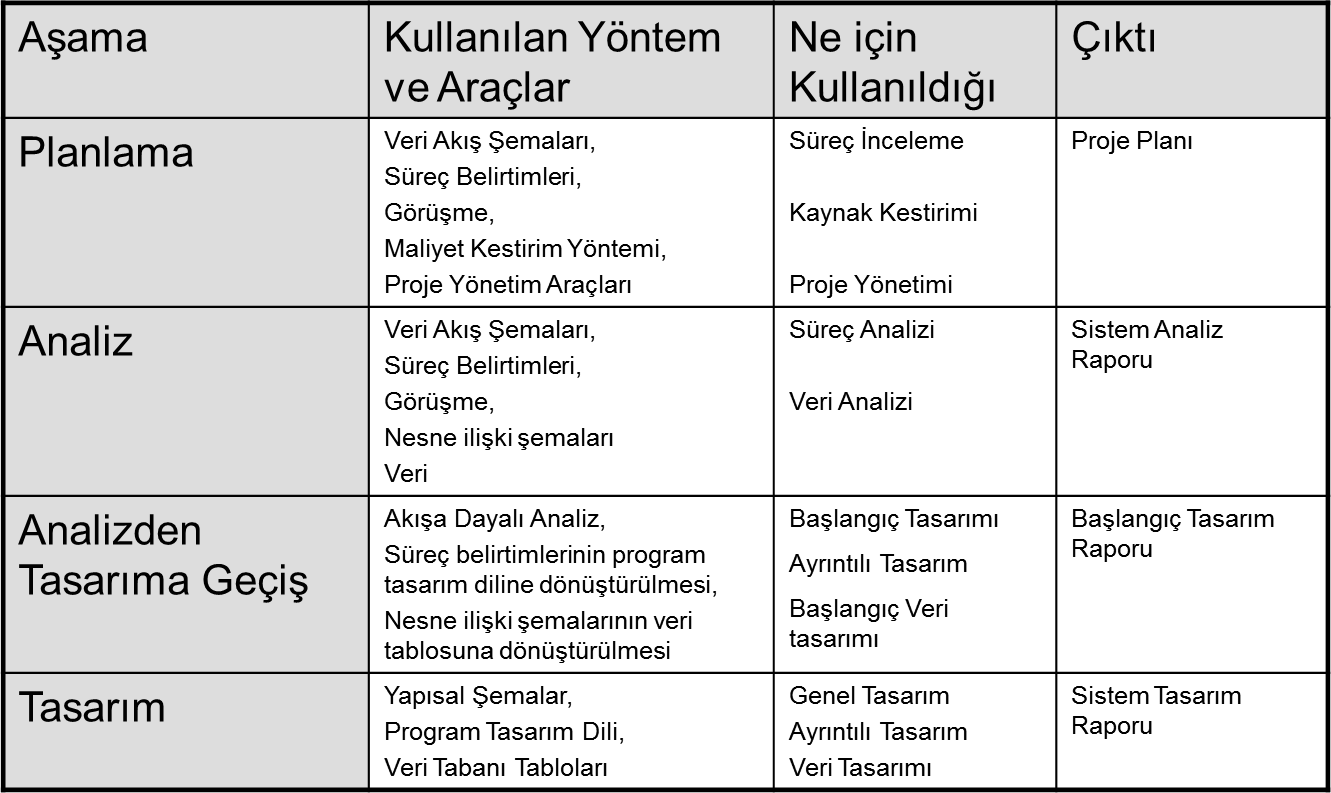 Aşama
Kullanılan Yöntem
ve Araçlar
Ne için
Kullanıldığı
Çıktı
Planlama
Veri Akış Şemaları,
Süreç Belirtimleri,
Görüşme,
Maliyet Kestirim Yöntemi,
Proje Yönetim Araçları
Süreç İnceleme
Kaynak Kestirimi
Proje Yönetimi
Proje Planı
Analiz
Veri Akış Şemaları,
Süreç Belirtimleri,
Görüşme,
Nesne ilişki şemaları
Veri
Süreç Analizi
Veri Analizi
Sistem Analiz
Raporu
Analizden
Tasarıma Geçiş
Akışa Dayalı Analiz,
Süreç belirtimlerinin program
tasarım diline dönüştürülmesi,
Nesne ilişki şemalarının veri
tablosuna dönüştürülmesi
Başlangıç Tasarımı
Ayrıntılı Tasarım
Başlangıç Veri
tasarımı
Başlangıç Tasarım
Raporu
Tasarım
Yapısal Şemalar,
Program Tasarım Dili,
Veri Tabanı Tabloları
Genel Tasarım
Ayrıntılı Tasarım
Veri Tasarımı
Sistem Tasarım
Raporu